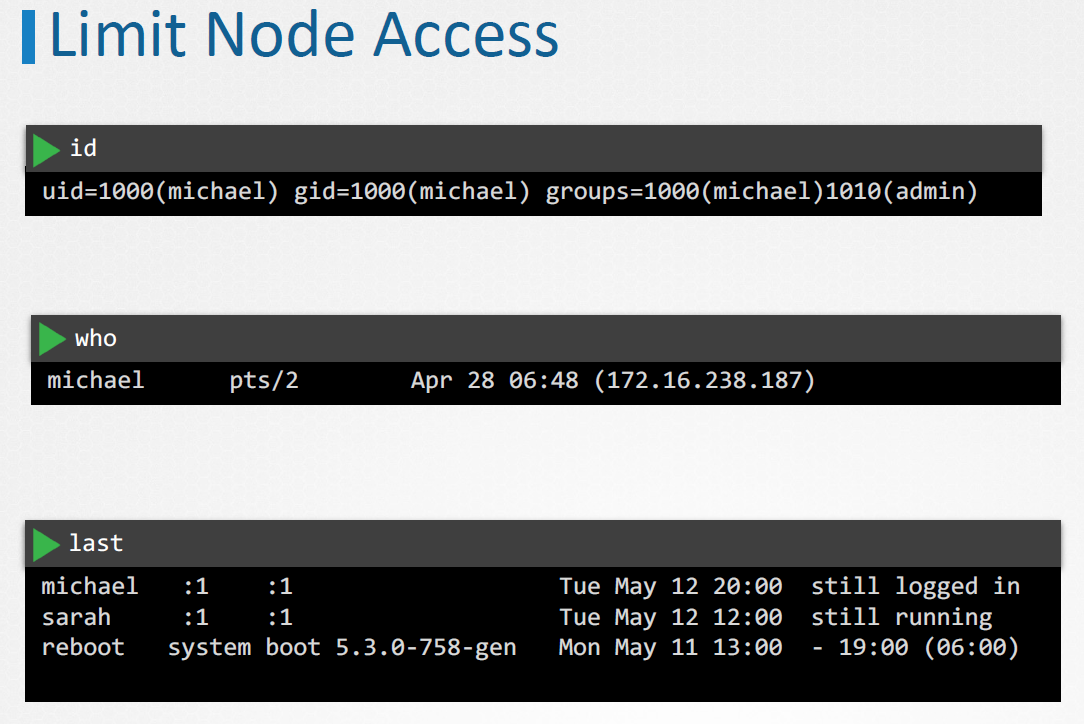 Limit Node Access
id
uid=1000(michael) gid=1000(michael) groups=1000(michael)1010(admin)
who
michael pts/2 Apr 28 06:48 (172.16.238.187)
last
michael :1 :1 Tue May 12 20:00 still logged in
sarah :1 :1 Tue May 12 12:00 still running
reboot system boot 5.3.0-758-gen Mon May 11 13:00 - 19:00 (06:00)